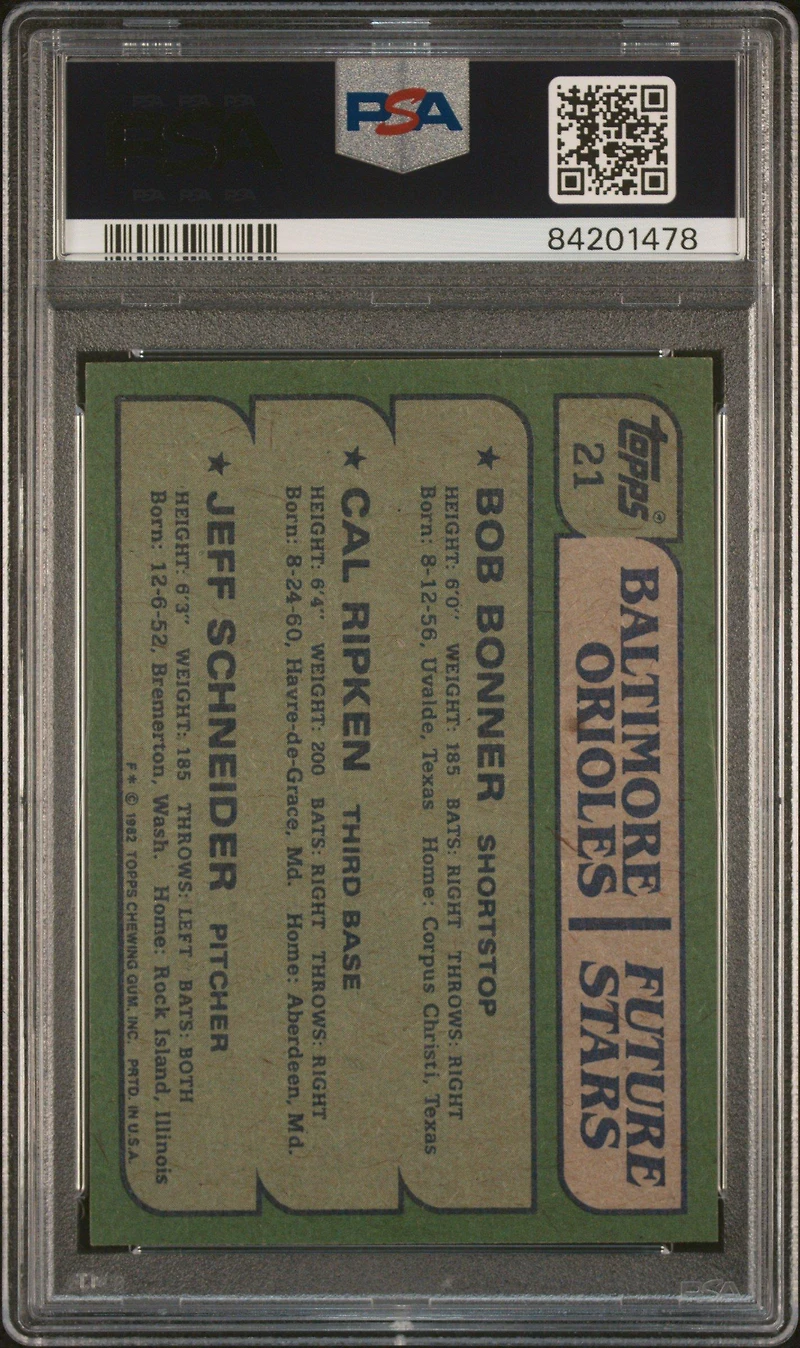 PSA
84201478
topps®
21
BALTIMORE
ORIOLES
FUTURE
STARS
★ BOB BONNER SHORTSTOP
HEIGHT: 6'0" WEIGHT: 185 BATS: RIGHT THROWS: RIGHT
Born: 8-12-56, Uvalde, Texas Home: Corpus Christi, Texas
★ CAL RIPKEN THIRD BASE
HEIGHT: 6'4" WEIGHT: 200 BATS: RIGHT THROWS: RIGHT
Born: 8-24-60, Havre-de-Grace, Md. Home: Aberdeen, Md.
★ JEFF SCHNEIDER PITCHER
HEIGHT: 6'3" WEIGHT: 185 THROWS: LEFT BATS: BOTH
Born: 12-6-52, Bremerton, Wash. Home: Rock Island, Illinois
F* © 1982 TOPPS CHEWING GUM, INC. PRTD. IN U.S.A.
PSA